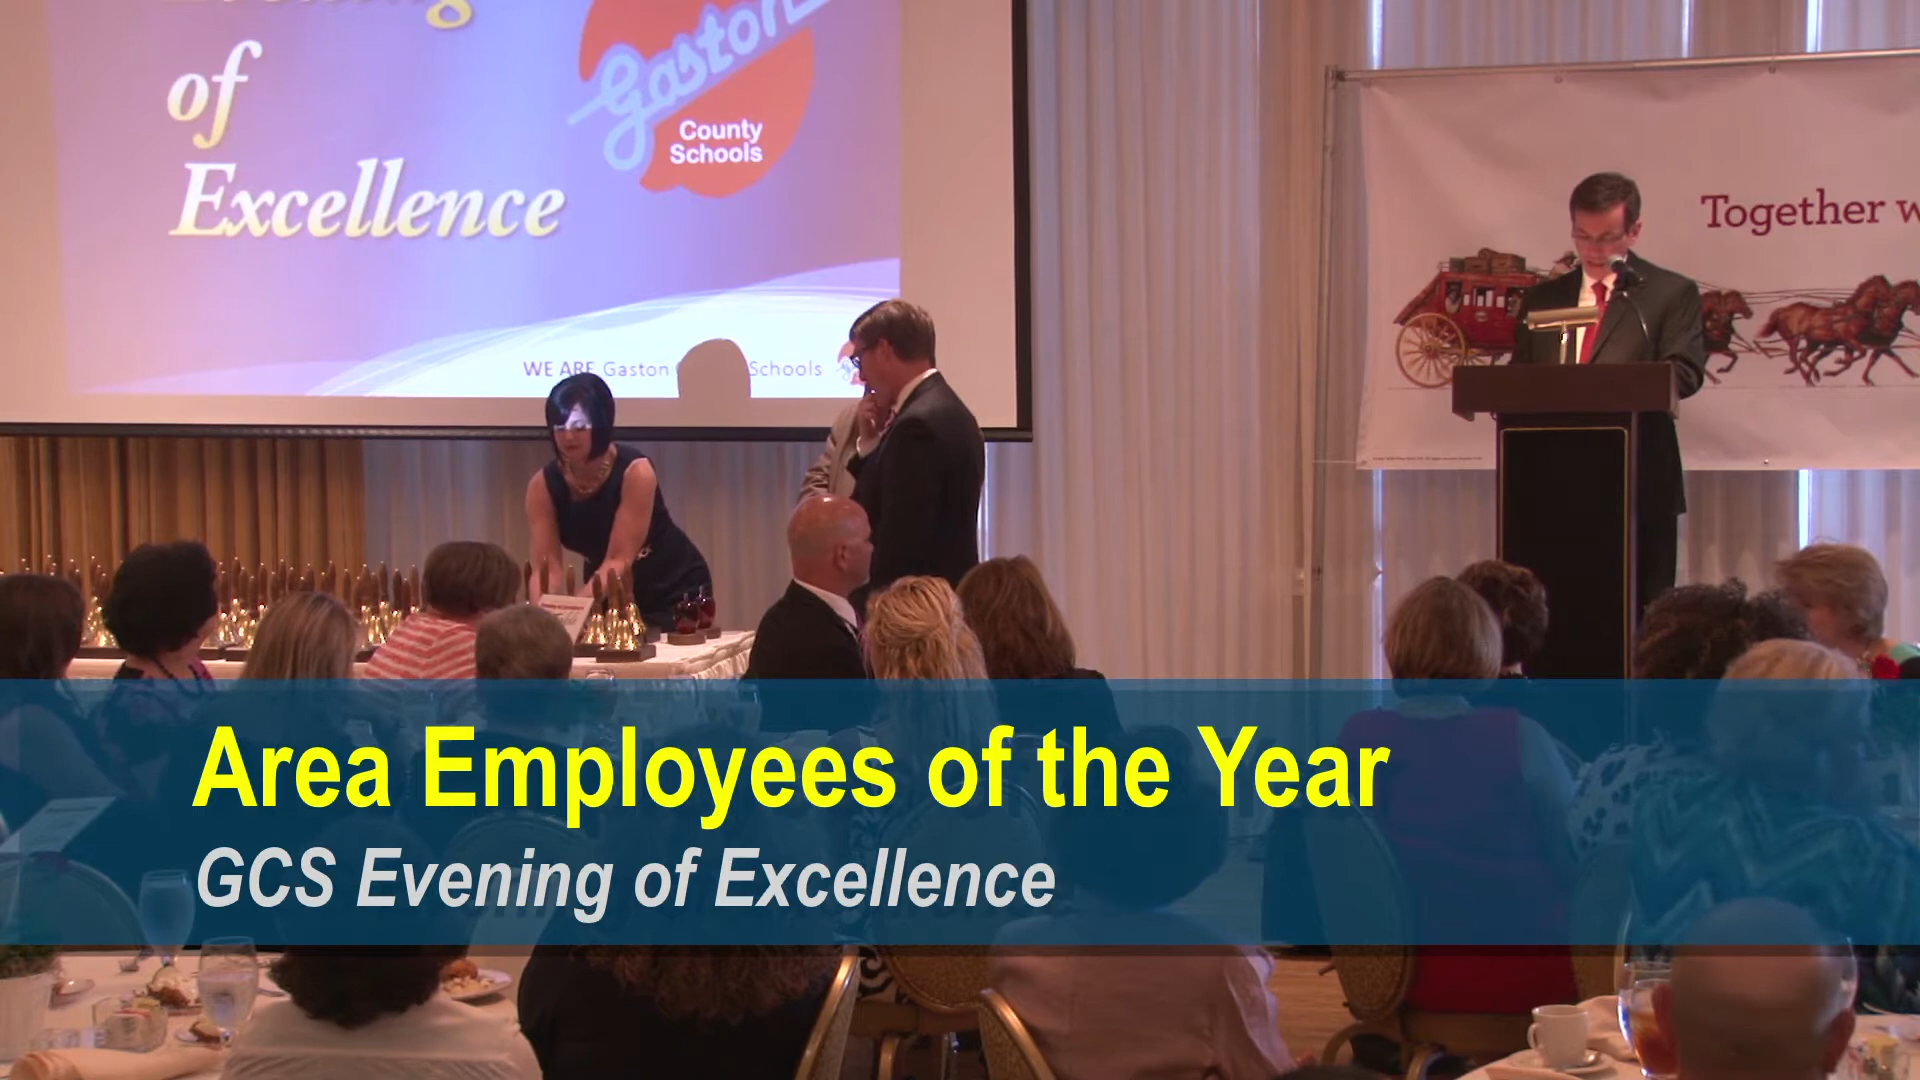 Evening
of
Excellence
Gaston
County
Schools
WE ARE Gaston Schools
Together w
Area Employees of the Year
GCS Evening of Excellence